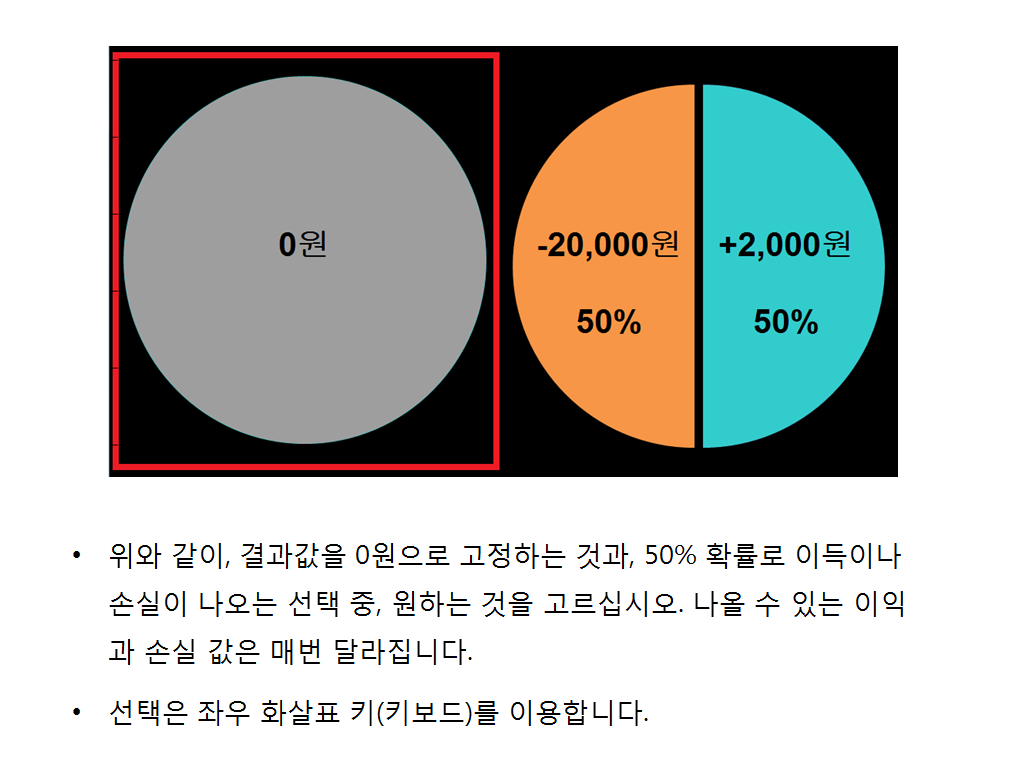 0원
-20,000원
50%
+2,000원
50%
• 위와 같이, 결과값을 0원으로 고정하는 것과, 50% 확률로 이득이나
손실이 나오는 선택 중, 원하는 것을 고르십시오. 나올 수 있는 이익
과 손실 값은 매번 달라집니다.
• 선택은 좌우 화살표 키(키보드)를 이용합니다.